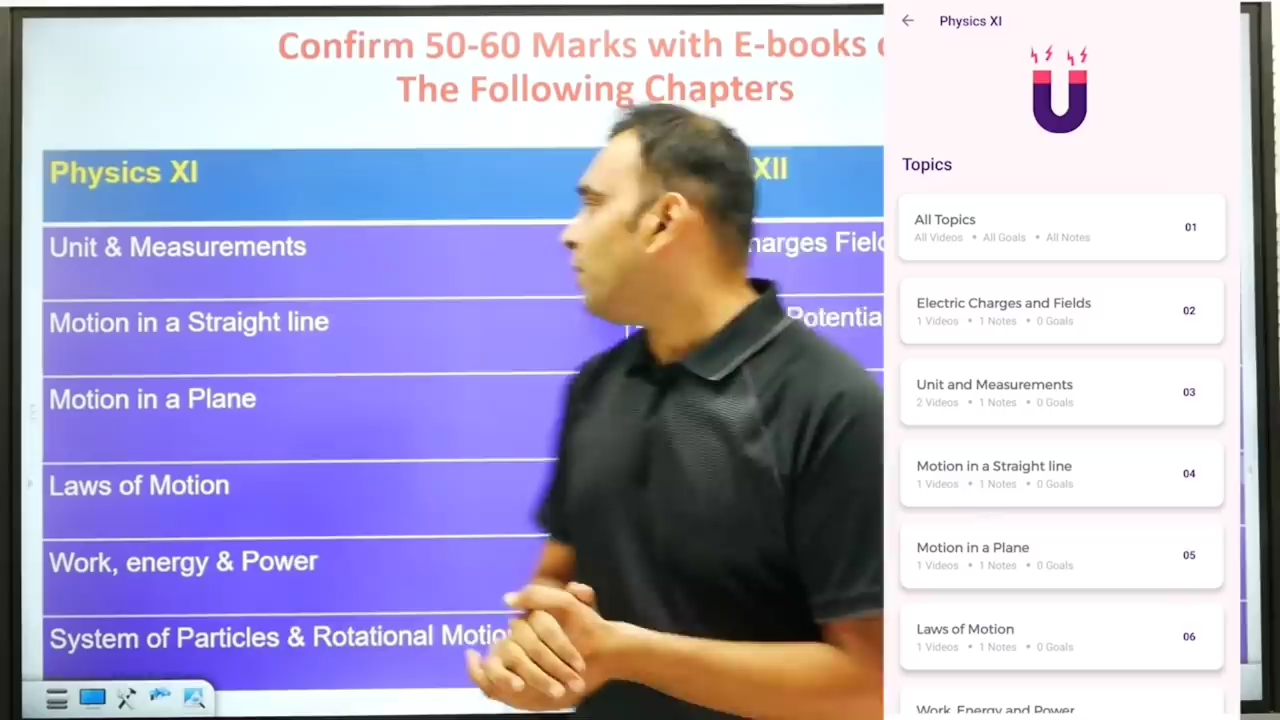 Confirm 50-60 Marks with E-books
The Following Chapters
Physics XI
XII
Unit & Measurements
Motion in a Straight line
Motion in a Plane
Laws of Motion
Work, energy & Power
System of Particles & Rotational
Physics XI
Topics
All Topics
All Videos • All Goals • All Notes
01
Electric Charges and Fields
1 Videos • 1 Notes • 0 Goals
02
Unit and Measurements
2 Videos • 1 Notes • 0 Goals
03
Motion in a Straight line
1 Videos • 1 Notes • 0 Goals
04
Motion in a Plane
1 Videos • 1 Notes • 0 Goals
05
Laws of Motion
1 Videos • 1 Notes • 0 Goals
06
Work, Energy and Power